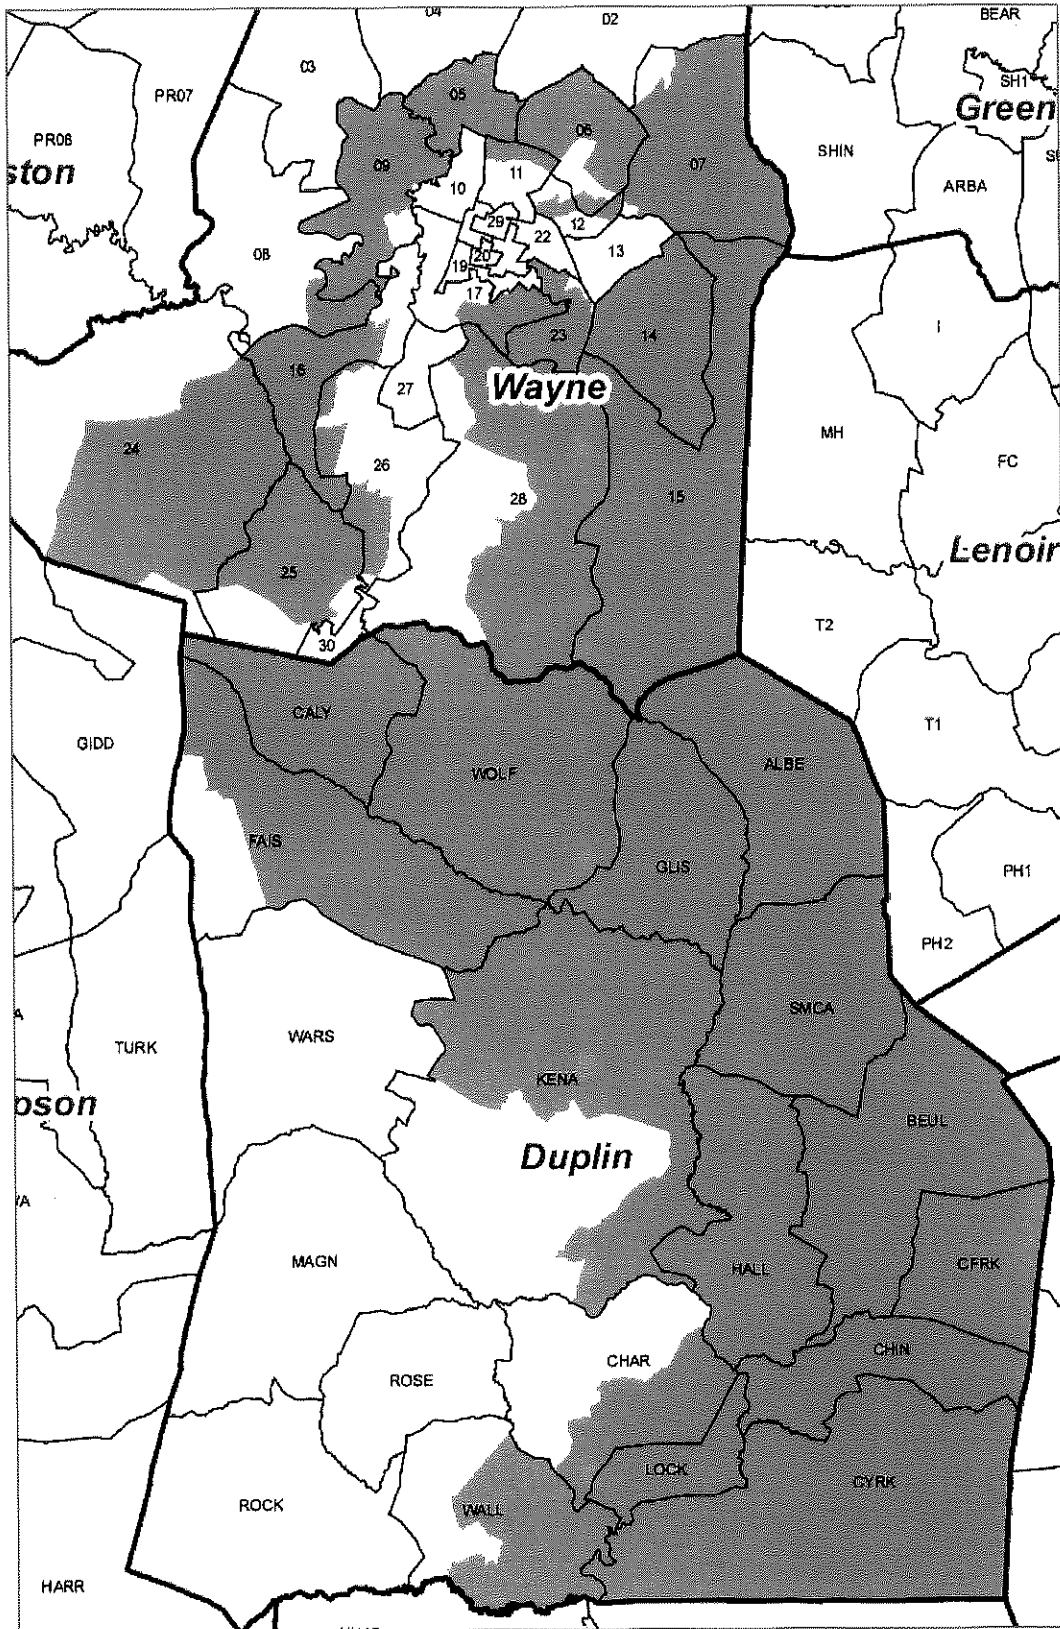 04
02
BEAR
03
SH1
PR07
05
Green
06
PR06
SHIN
07
ston
09
11
ARBA
10
29
12
22
13
08
20
19
17
I
23
14
16
Wayne
27
MH
24
FC
26
28
15
Lenoir
25
T2
30
CALY
T1
GIDD
ALBE
WOLF
FAIS
GLIS
PH1
PH2
SMCA
WARS
TURK
KENA
pson
BEUL
Duplin
MAGN
HALL
CFRK
CHIN
CHAR
ROSE
LOCK
CYRK
ROCK
WALL
HARR